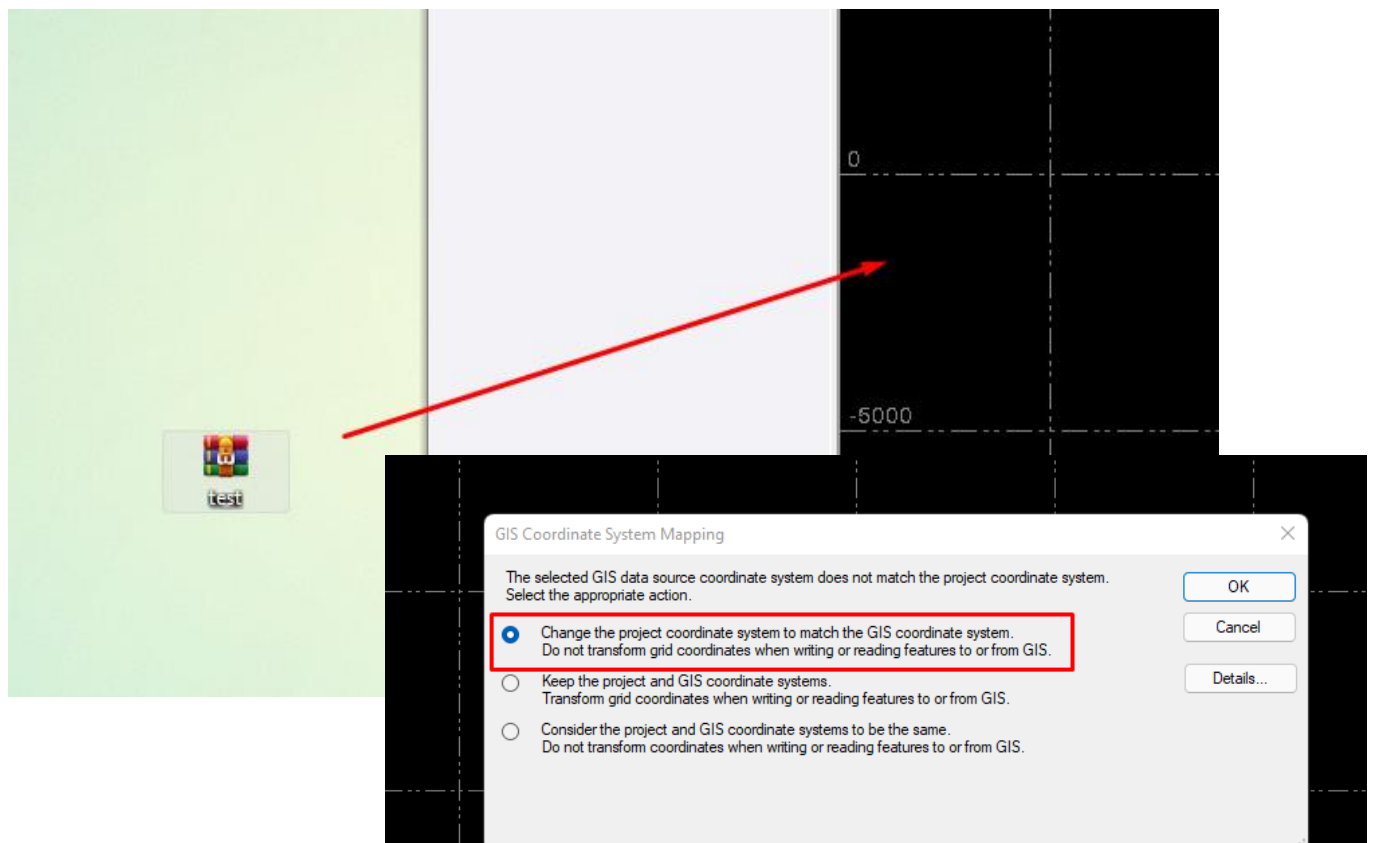 0
-5000
test
GIS Coordinate System Mapping
The selected GIS data source coordinate system does not match the project coordinate system.
Select the appropriate action.
OK
Change the project coordinate system to match the GIS coordinate system.
Do not transform grid coordinates when writing or reading features to or from GIS.
Cancel
Keep the project and GIS coordinate systems.
Transform grid coordinates when writing or reading features to or from GIS.
Details...
Consider the project and GIS coordinate systems to be the same.
Do not transform coordinates when writing or reading features to or from GIS.